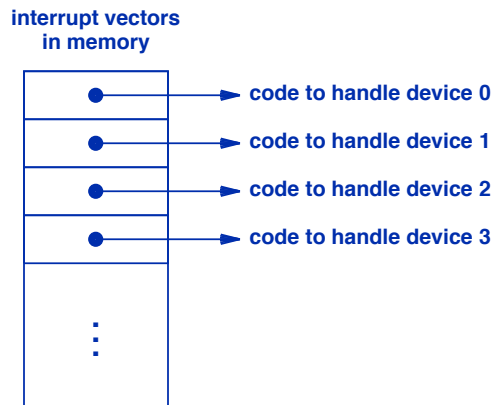 interrupt vectors
in memory
code to handle device 0
code to handle device 1
code to handle device 2
code to handle device 3